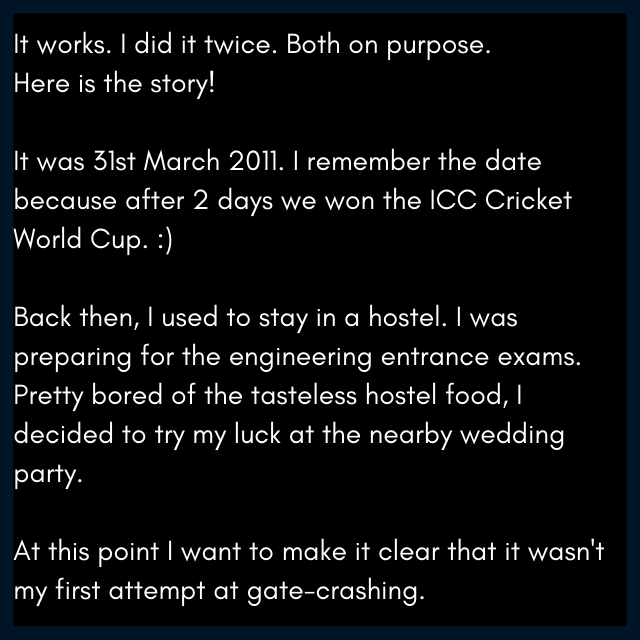 It works. I did it twice. Both on purpose.
Here is the story!
It was 31st March 2011. I remember the date
because after 2 days we won the ICC Cricket
World Cup. :)
Back then, I used to stay in a hostel. I was
preparing for the engineering entrance exams.
Pretty bored of the tasteless hostel food, I
decided to try my luck at the nearby wedding
party.
At this point I want to make it clear that it wasn't
my first attempt at gate-crashing.